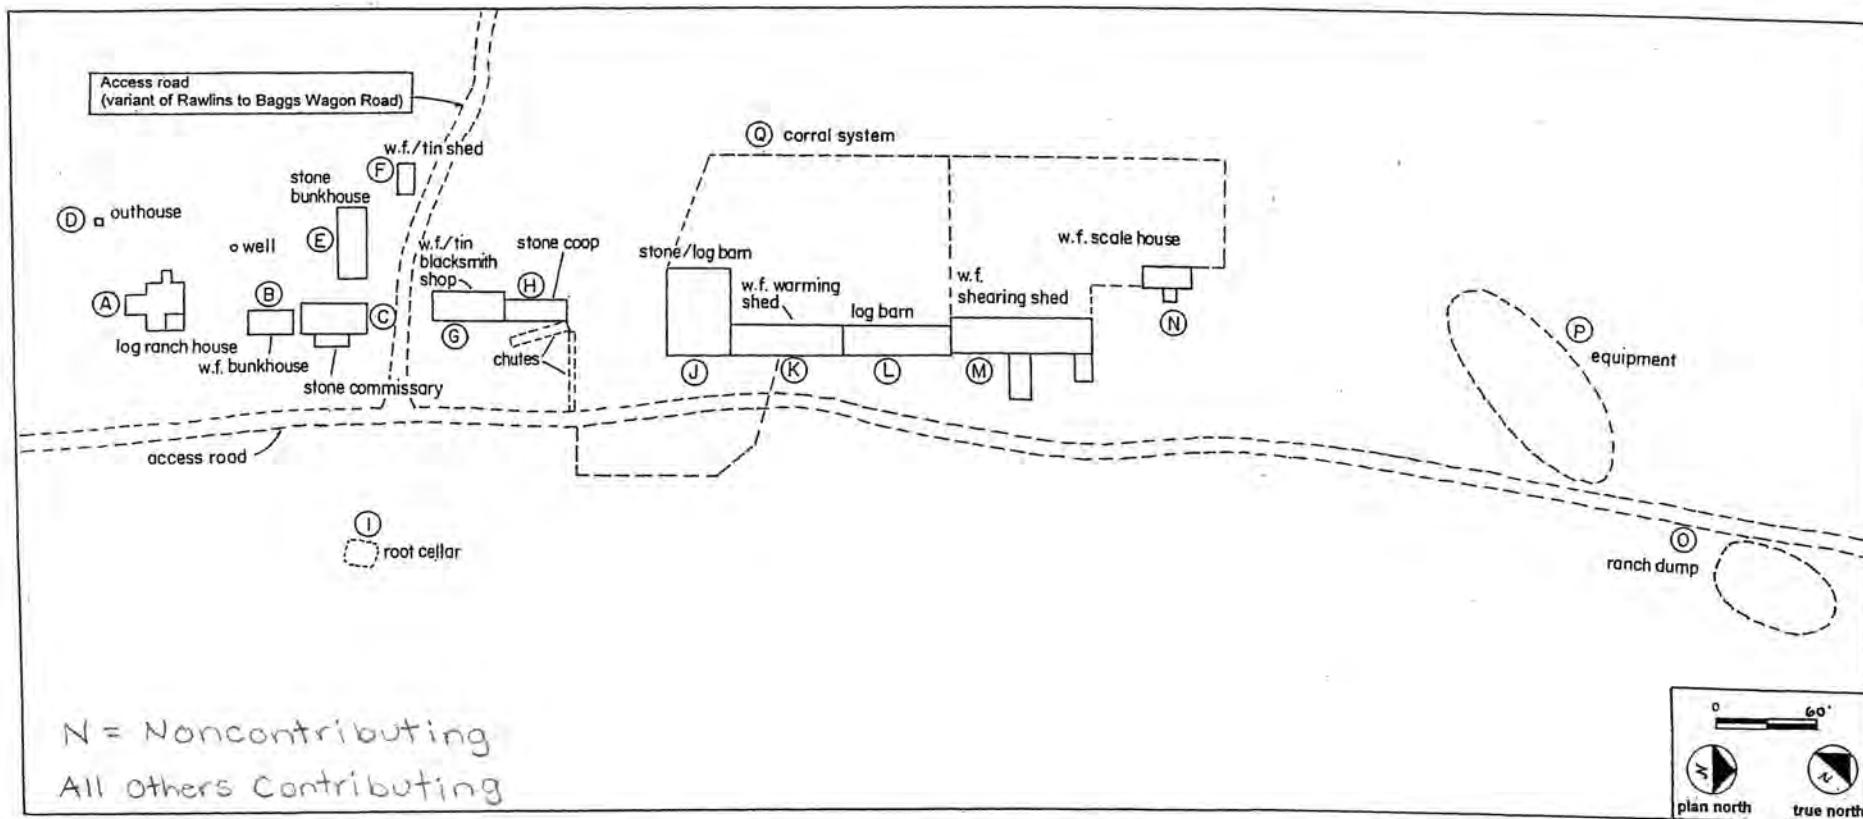 Access road
(variant of Rawlins to Baggs Wagon Road)
Q corral system
w.f./tin shed
F
stone
bunkhouse
D outhouse
well
E
w.f./tin
blacksmith
shop
stone coop
H
w.f. scale house
stone/log barn
w.f. warming
shed
log barn
w.f.
shearing shed
A
B
C
G
N
P
equipment
log ranch house
w.f. bunkhouse
chutes
stone commissary
J
K
L
M
access road
I
root cellar
O
ranch dump
N = Noncontributing
All others Contributing
0 60'
N N
plan north true north